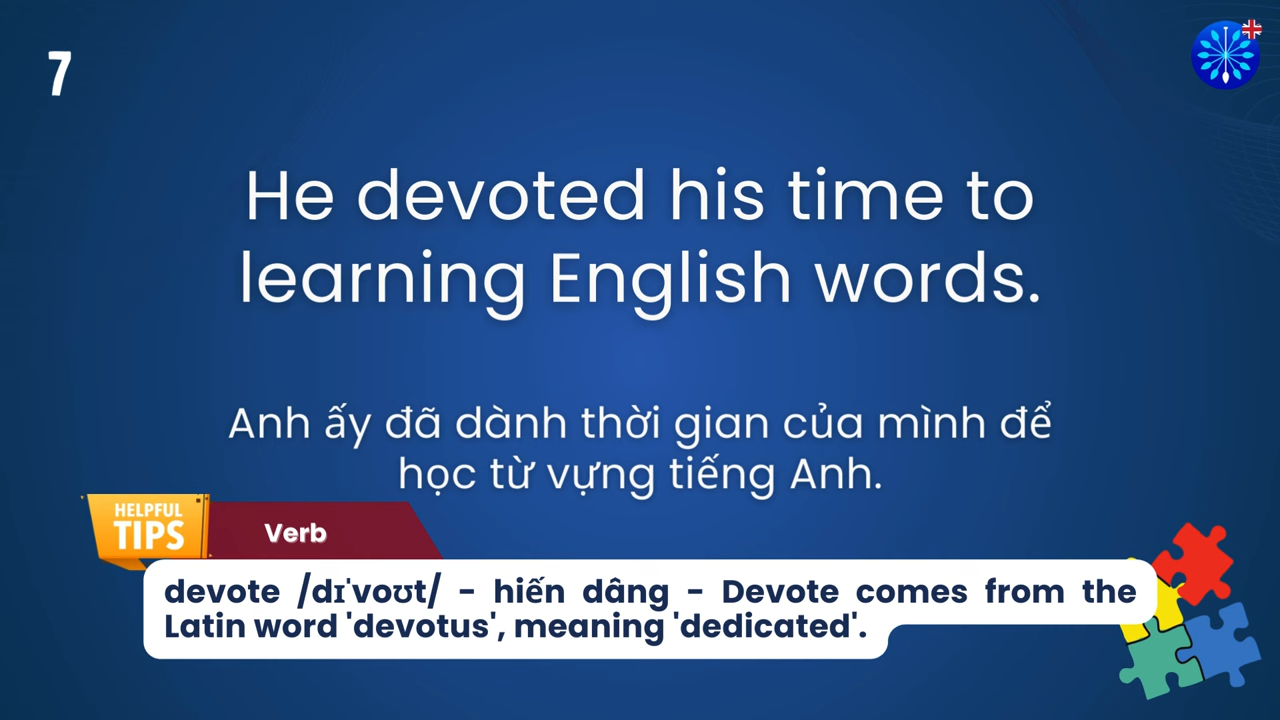 7
He devoted his time to
learning English words.
Anh ấy đã dành thời gian của mình để
học từ vựng tiếng Anh.
HELPFUL
TIPS
Verb
devote /dɪˈvoʊt/ - hiến dâng - Devote comes from the
Latin word 'devotus', meaning 'dedicated'.